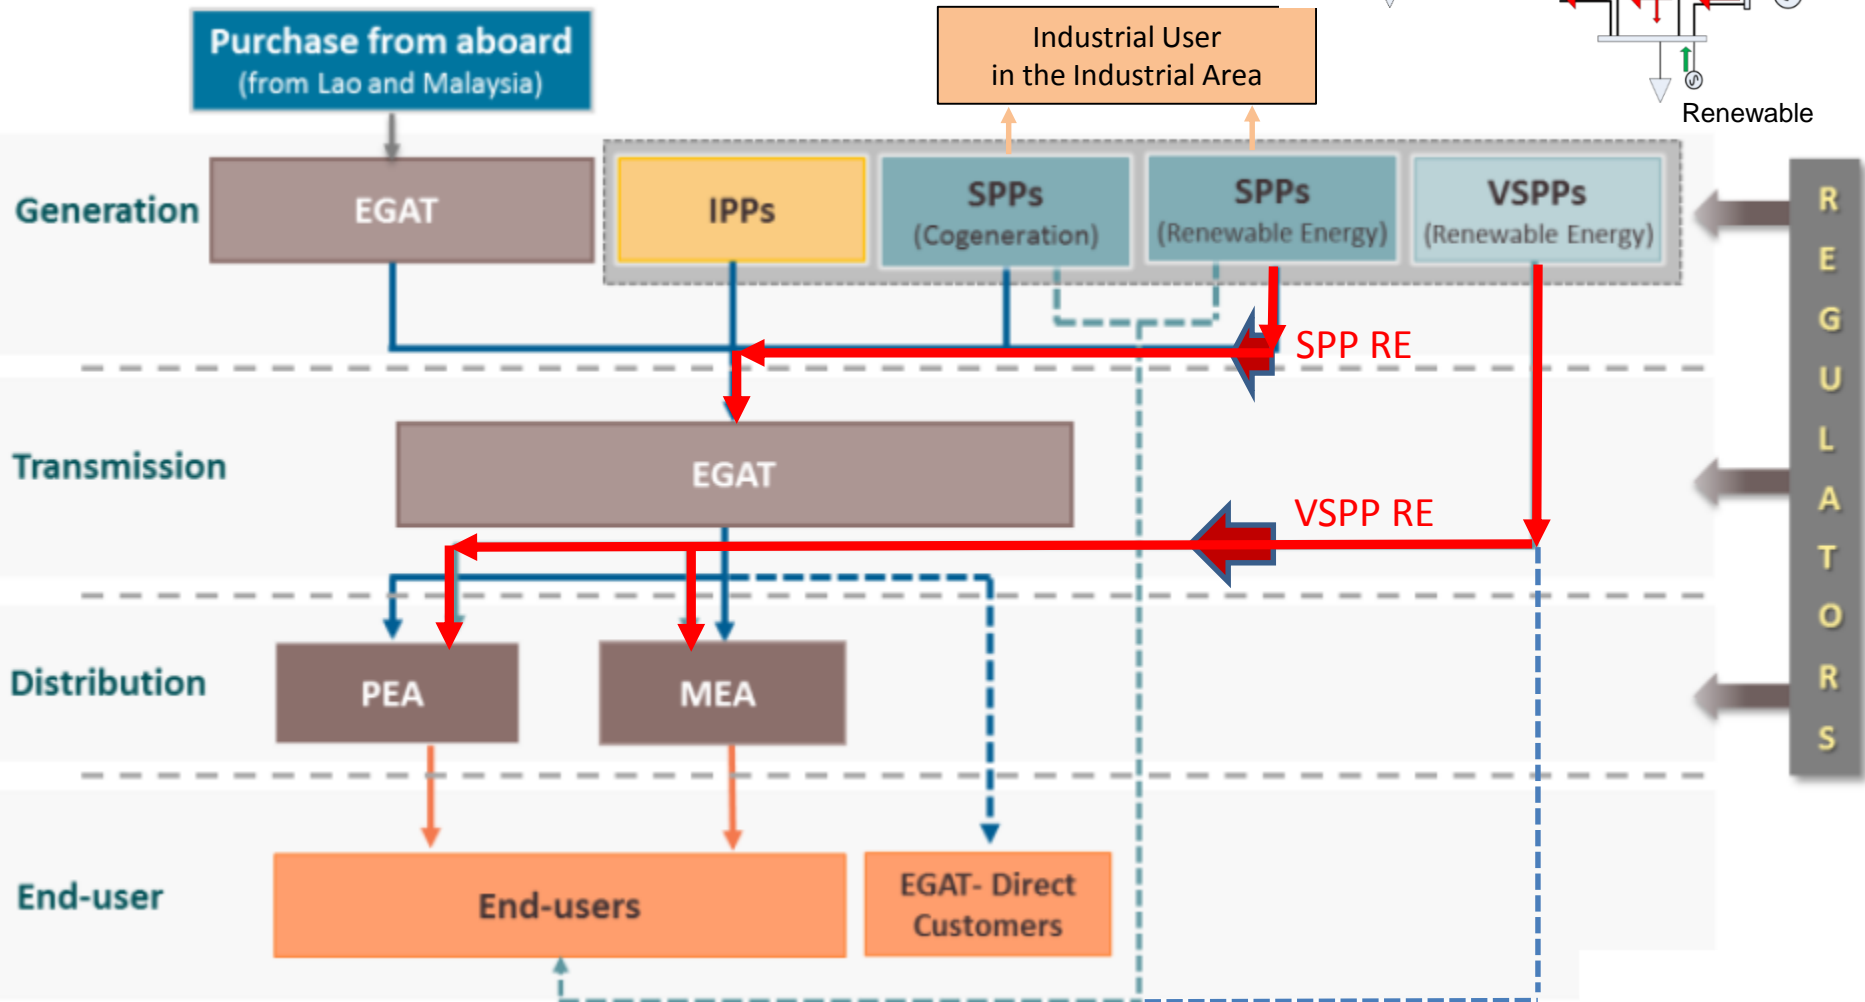 Purchase from aboard
(from Lao and Malaysia)
Industrial User
in the Industrial Area
Renewable
Generation
EGAT
IPPs
SPPs
(Cogeneration)
SPPs
(Renewable Energy)
VSPPs
(Renewable Energy)
SPP RE
Transmission
EGAT
VSPP RE
Distribution
PEA
MEA
End-user
End-users
EGAT- Direct
Customers
R
E
G
U
L
A
T
O
R
S